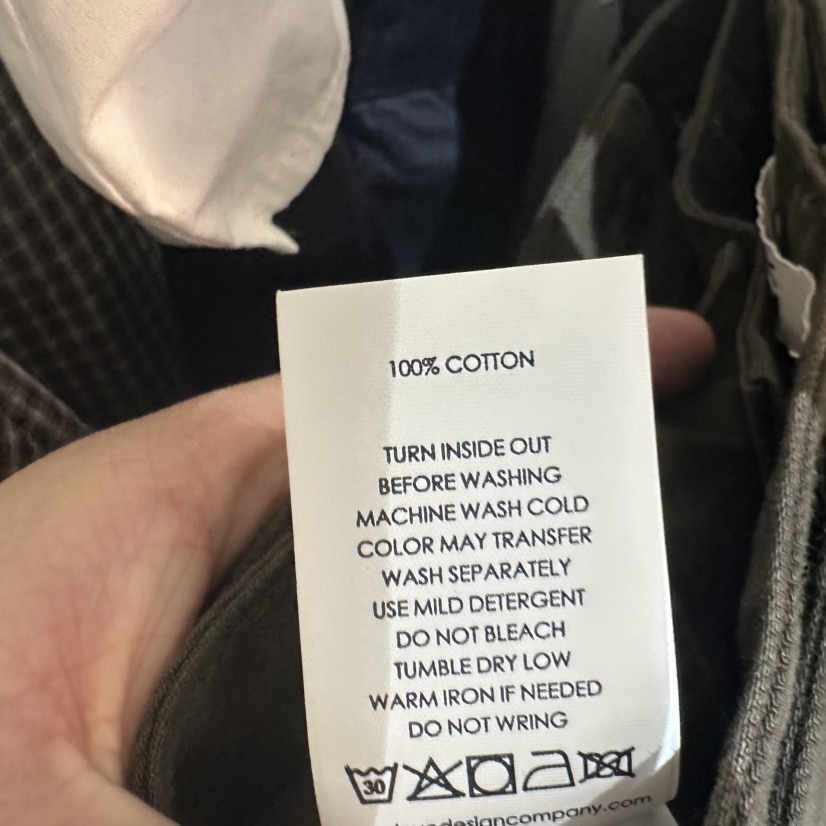 100% COTTON
TURN INSIDE OUT
BEFORE WASHING
MACHINE WASH COLD
COLOR MAY TRANSFER
WASH SEPARATELY
USE MILD DETERGENT
DO NOT BLEACH
TUMBLE DRY LOW
WARM IRON IF NEEDED
DO NOT WRING
30